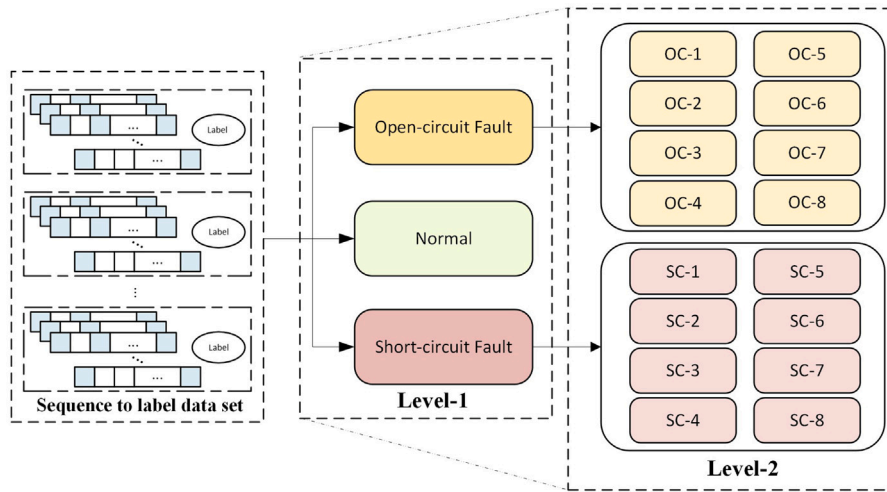 Label
...
...
Label
...
...
Label
...
...
Sequence to label data set
Open-circuit Fault
Normal
Short-circuit Fault
Level-1
OC-1
OC-5
OC-2
OC-6
OC-3
OC-7
OC-4
OC-8
SC-1
SC-5
SC-2
SC-6
SC-3
SC-7
SC-4
SC-8
Level-2